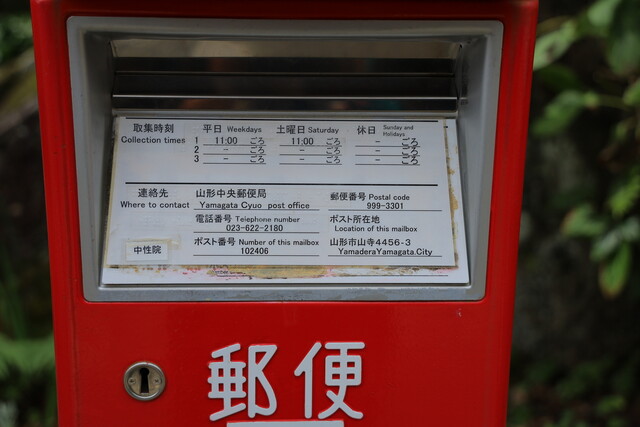 取集時刻 平日 Weekdays 土曜日 Saturday 休日 Sunday and Holidays
Collection times 1 11:00 ごろ 11:00 ごろ - ごろ
2 - ごろ - ごろ - ごろ
3 - ごろ - ごろ - ごろ
連絡先 山形中央郵便局 郵便番号 Postal code
Where to contact Yamagata Cyuo post office 999-3301
電話番号 Telephone number ポスト所在地
023-622-2180 Location of this mailbox
ポスト番号 Number of this mailbox 山形市山寺4456-3
102406 YamaderaYamagata.City
中性院
郵便